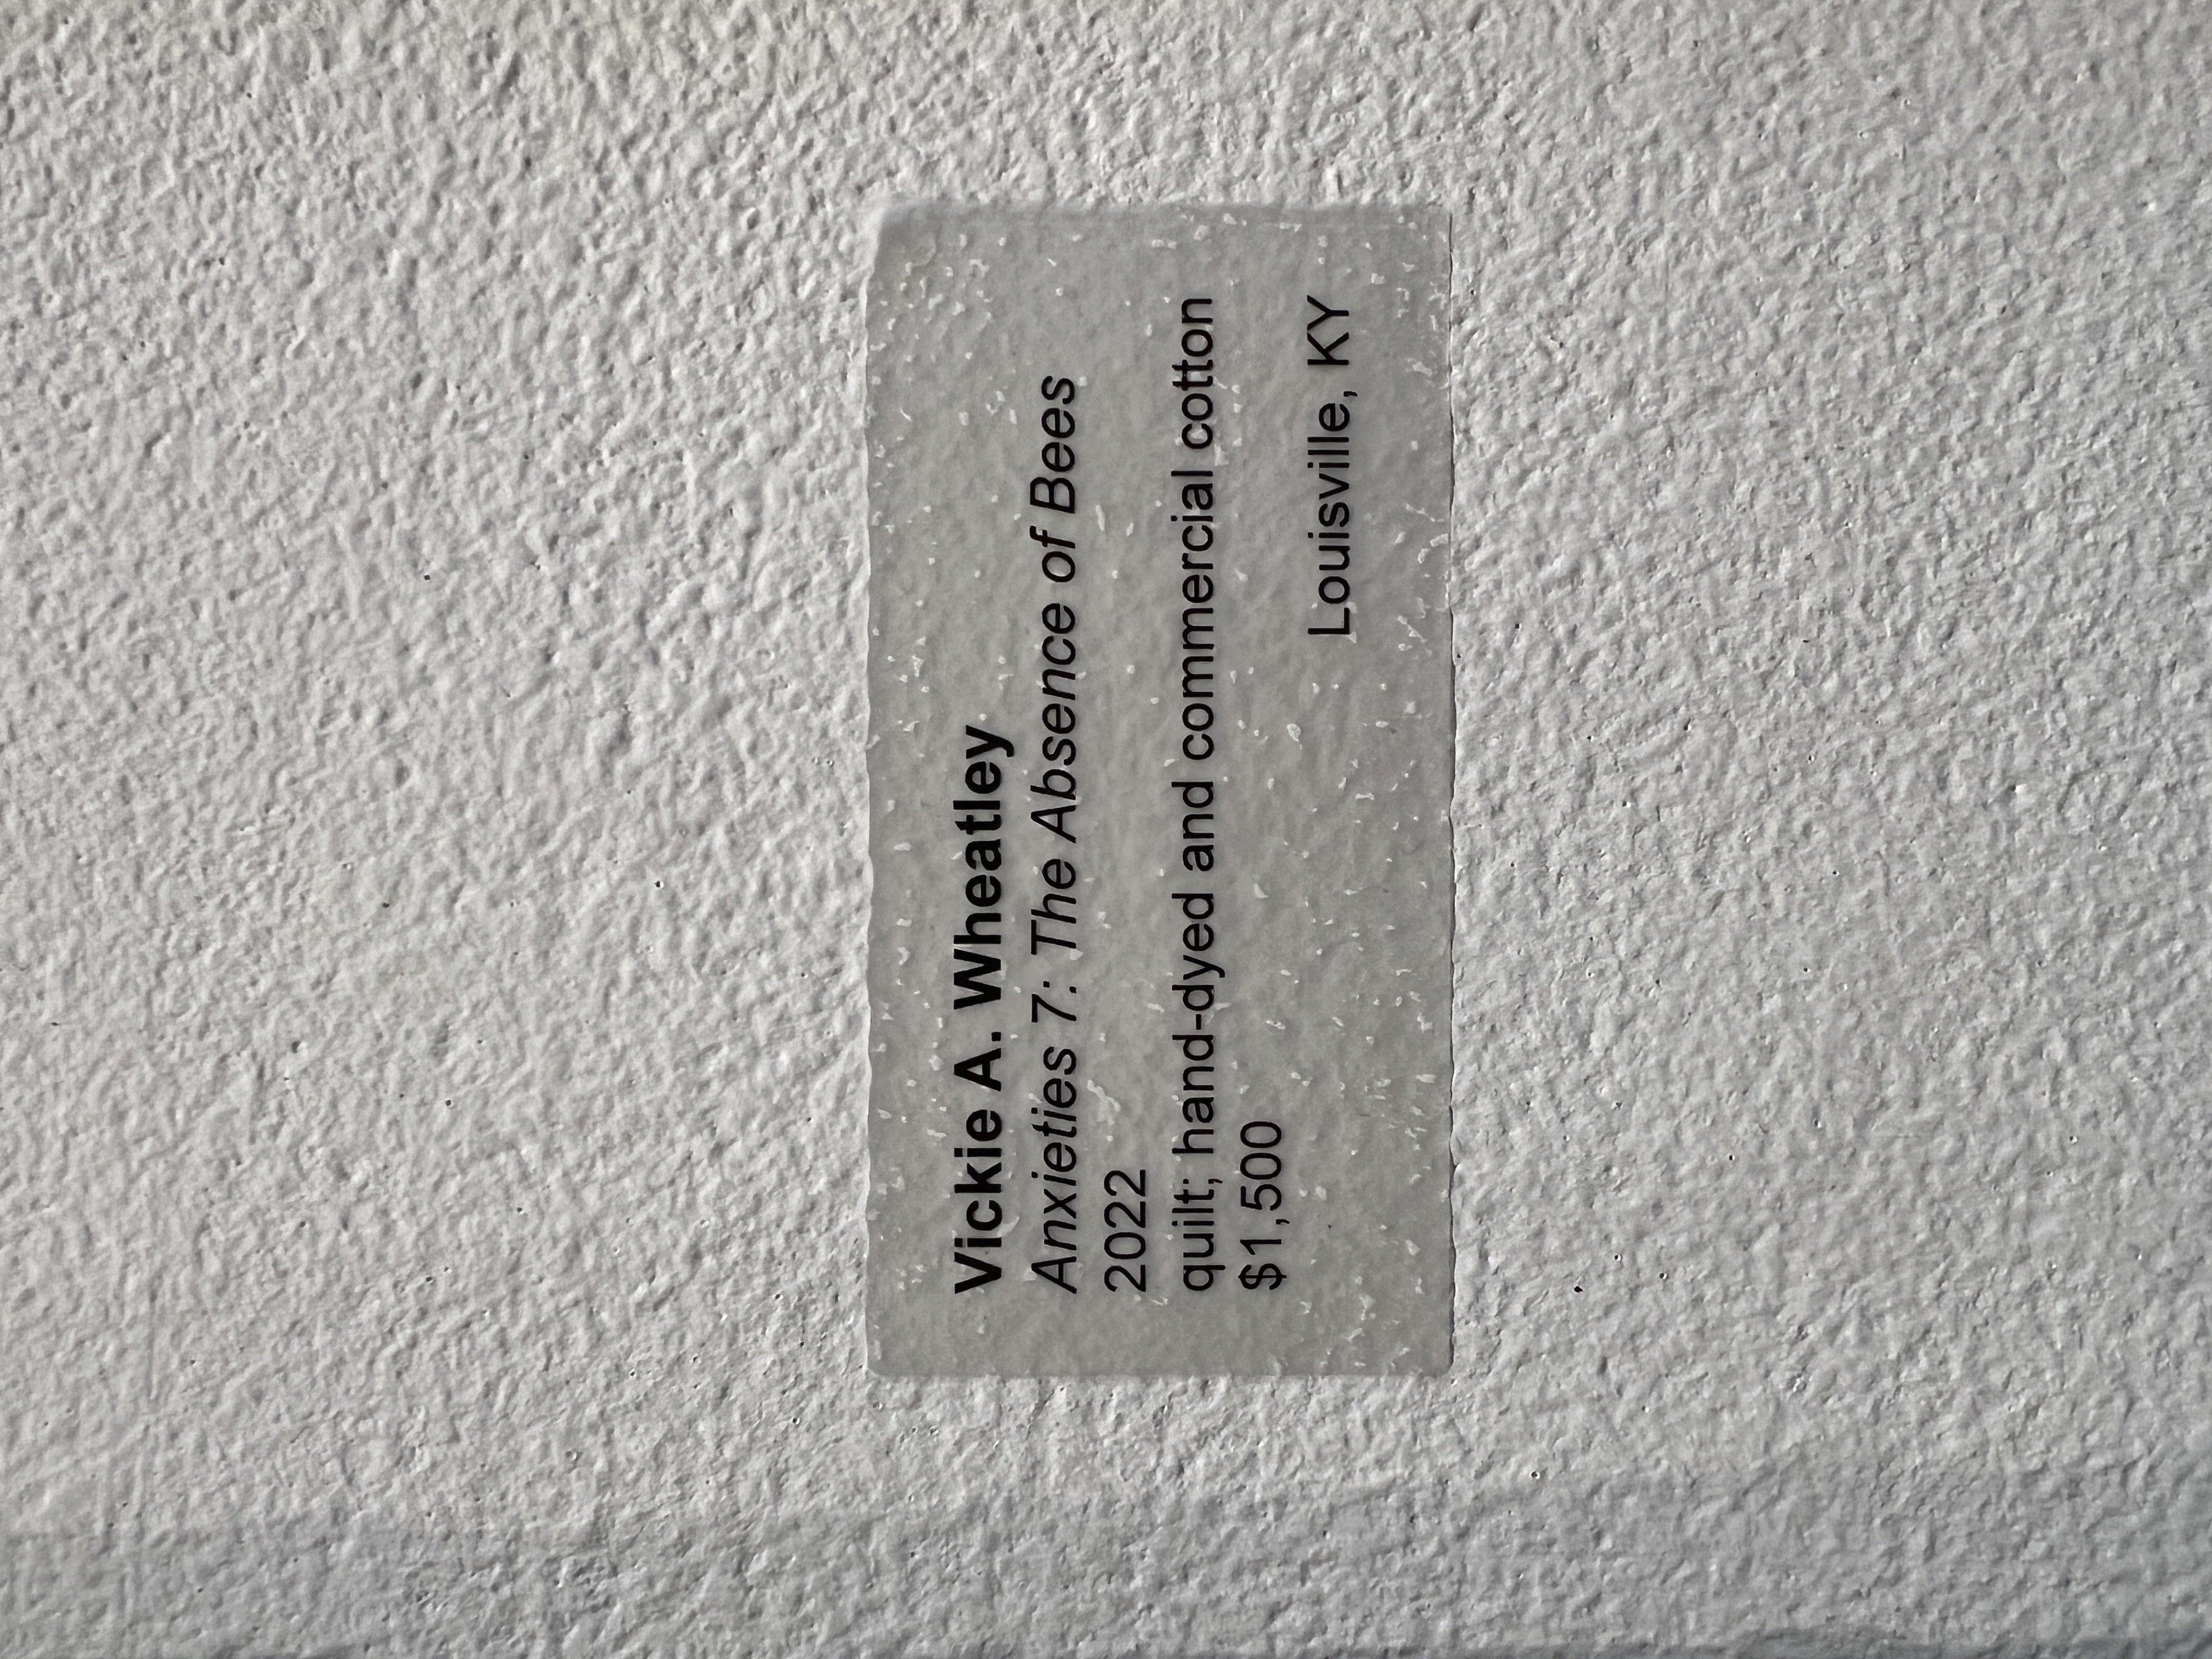 Vickie A. Wheatley
Anxieties 7: The Absence of Bees
2022
quilt; hand-dyed and commercial cotton
$1,500
Louisville, KY